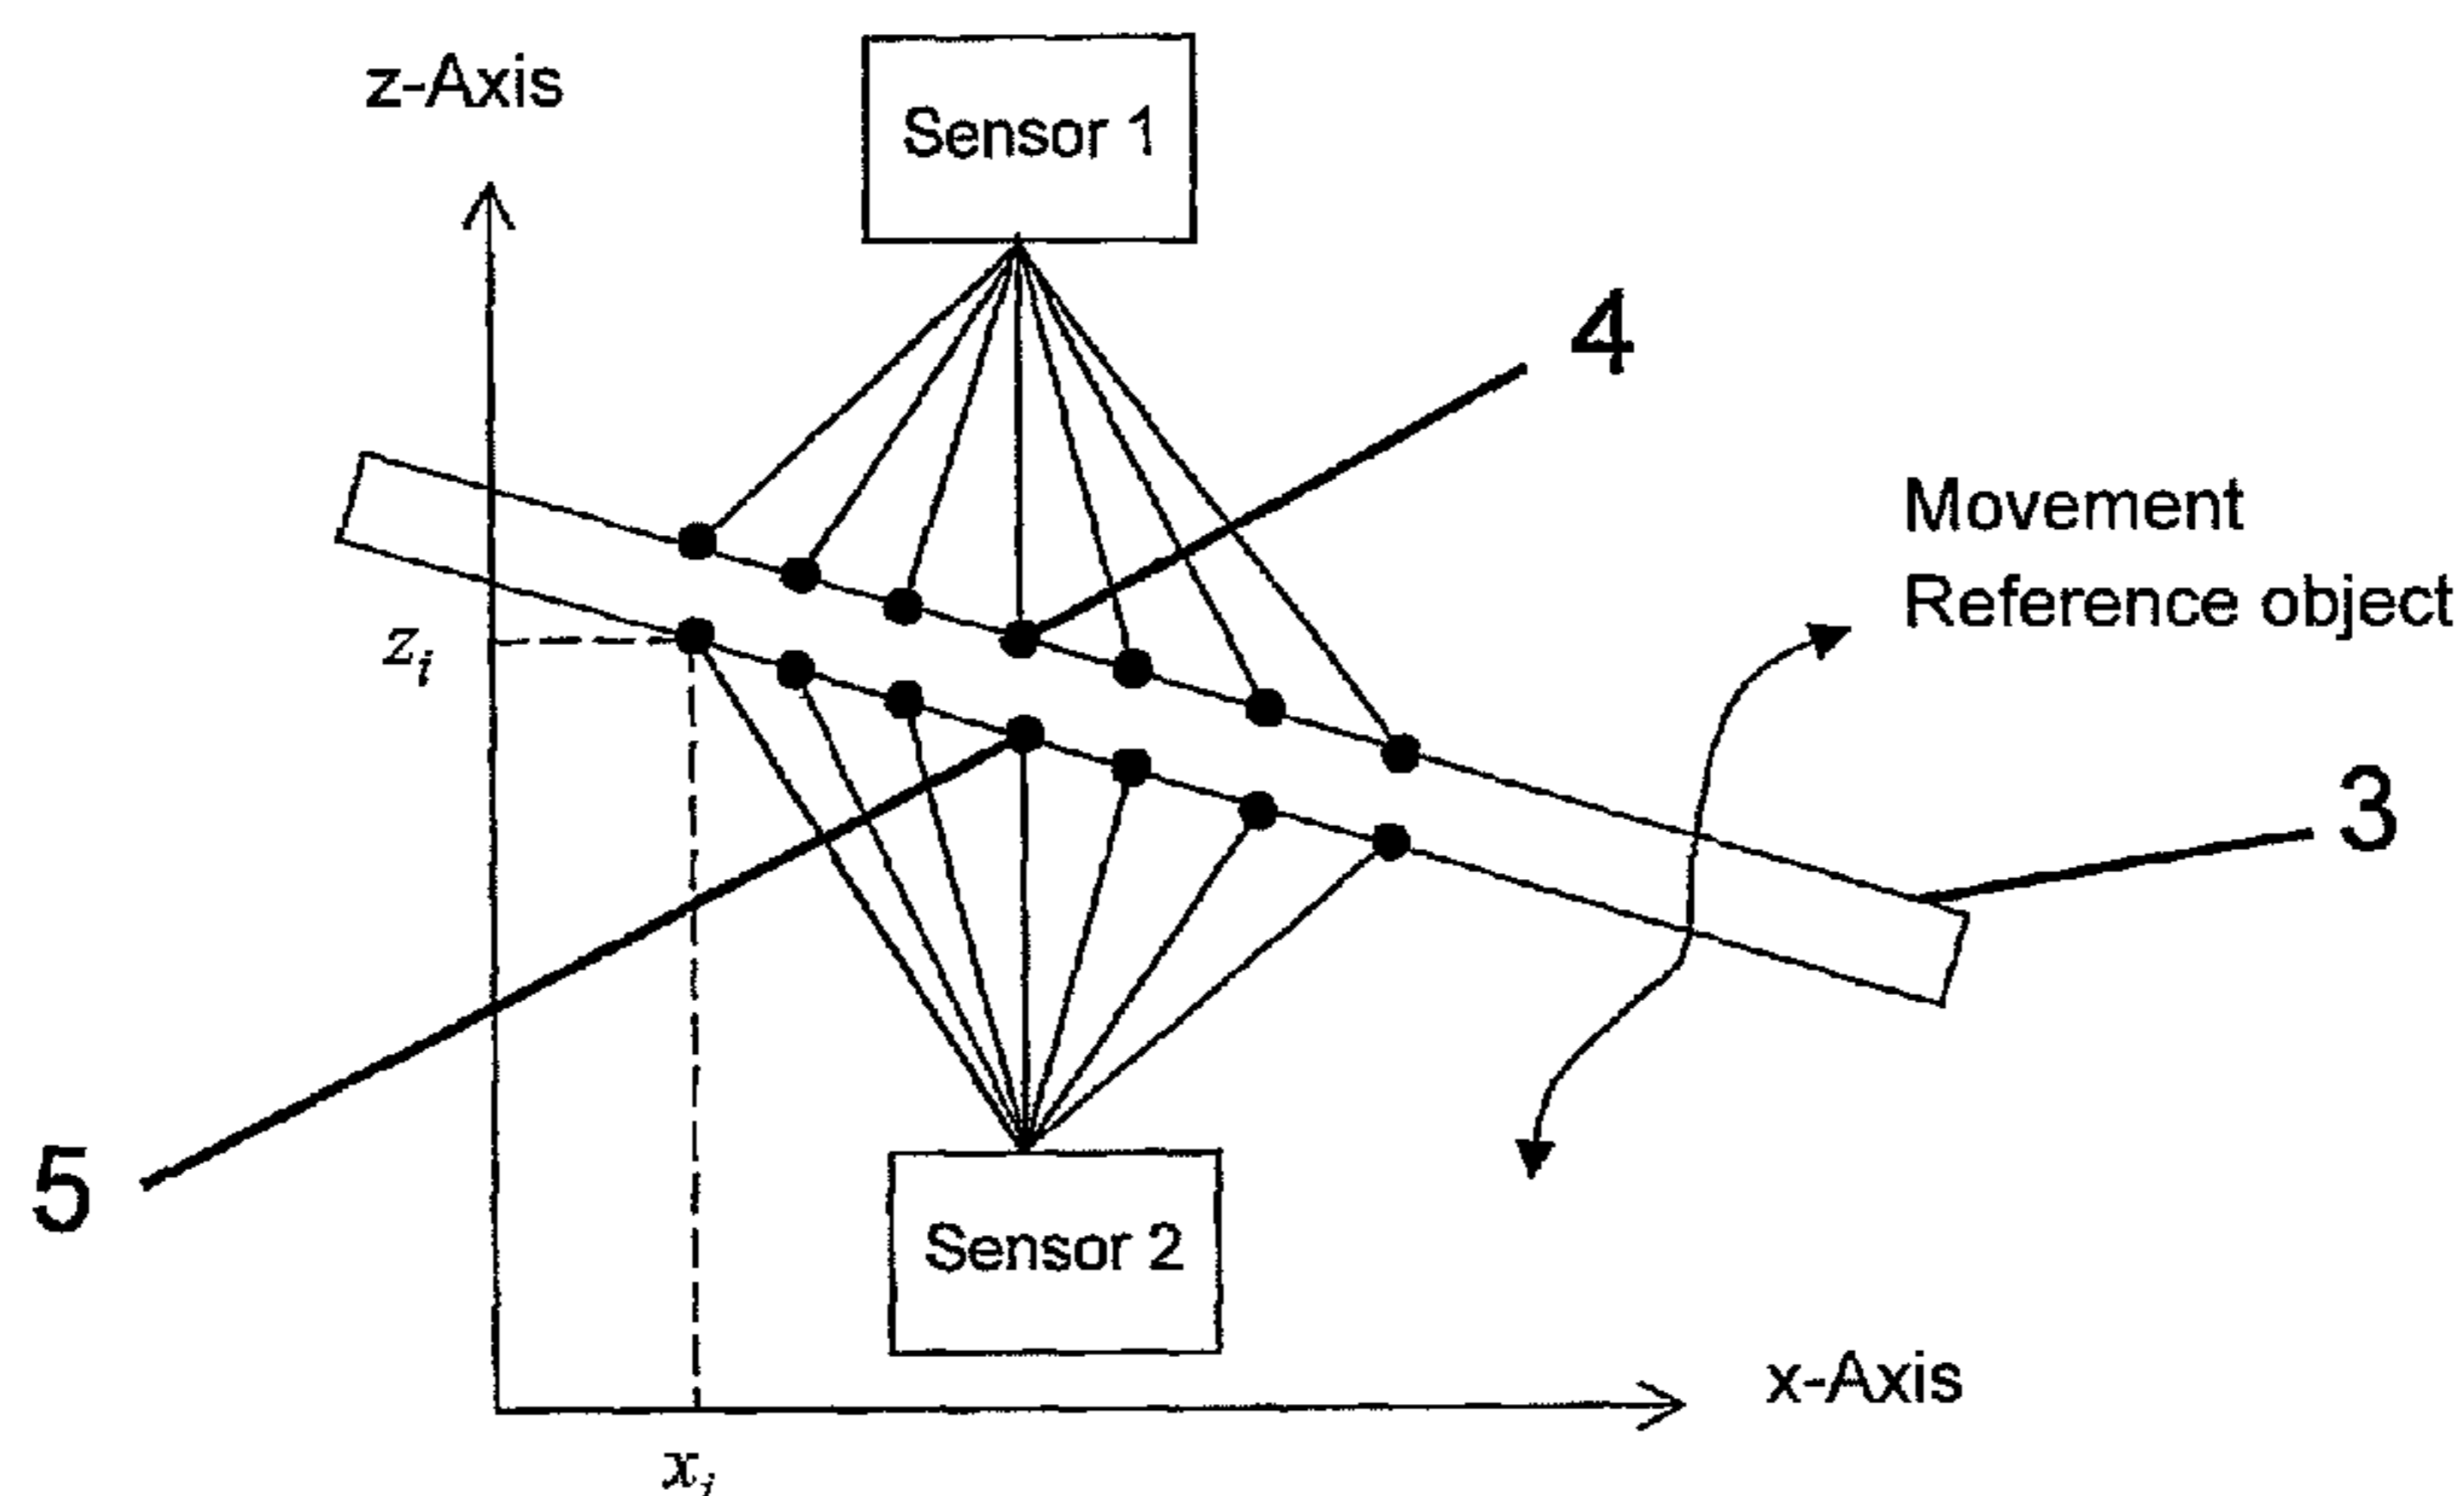 z-Axis
Sensor 1
4
Movement
Reference object
z_i
3
5
Sensor 2
x-Axis
x_i